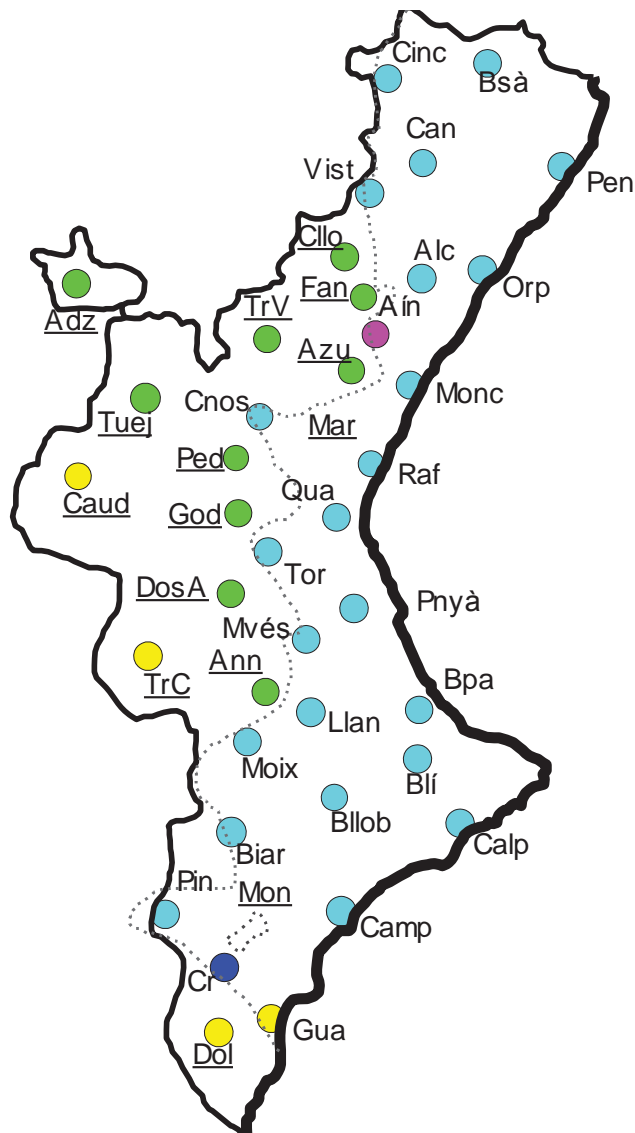 Cinc
Bsà
Can
Pen
Vist
Cllo
Alc
Orp
Fan
Adz
TrV
Aín
Azu
Monc
Cnos
Tuej
Mar
Ped
Raf
Caud
Qua
God
Tor
DosA
Pnyà
Mvés
Ann
TrC
Bpa
Llan
Moix
Blí
Bllob
Calp
Biar
Pin
Mon
Camp
Cr
Gua
Dol